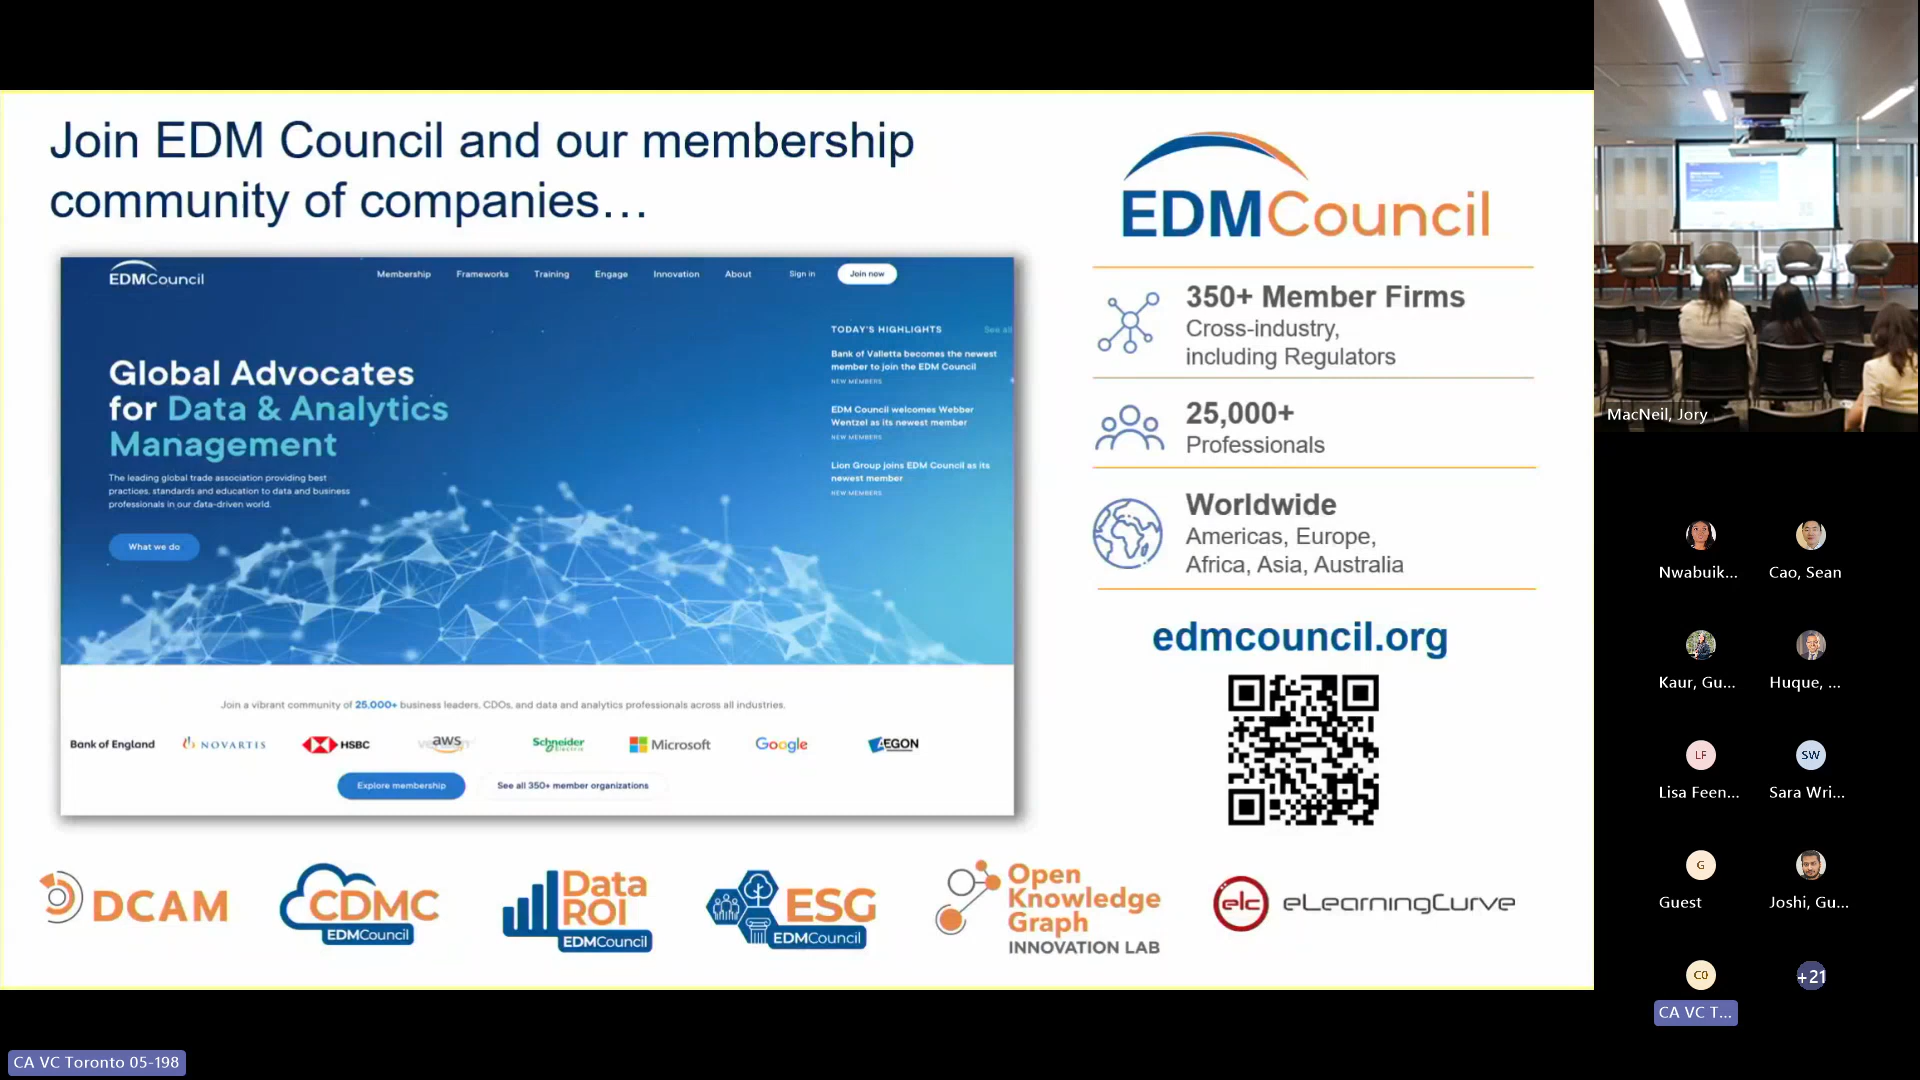 Join EDM Council and our membership
community of companies…
EDMCouncil
Membership Frameworks Training Engage Innovation About Sign in Join now
TODAY'S HIGHLIGHTS See all
Bank of Valletta becomes the newest
member to join the EDM Council
NEW MEMBERS
EDM Council welcomes Webber
Wentzel as its newest member
NEW MEMBERS
Lion Group joins EDM Council as its
newest member
NEW MEMBERS
Global Advocates
for Data & Analytics
Management
The leading global trade association providing best
practices, standards and education to data and business
professionals in our data-driven world.
What we do
Join a vibrant community of 25,000+ business leaders, CDOs, and data and analytics professionals across all industries.
Bank of England NOVARTIS HSBC aws Schneider Electric Microsoft Google AEGON
Explore membership See all 350+ member organizations
EDMCouncil
350+ Member Firms
Cross-industry,
including Regulators
25,000+
Professionals
Worldwide
Americas, Europe,
Africa, Asia, Australia
edmcouncil.org
DCAM
CDMC
EDMCouncil
Data
ROI
EDMCouncil
ESG
EDMCouncil
Open
Knowledge
Graph
INNOVATION LAB
elc eLearningCurve
MacNeil, Jory
Nwabuik... Cao, Sean
Kaur, Gu... Huque, ...
LF SW
Lisa Feen... Sara Wri...
G
Guest Joshi, Gu...
C0 +21
CA VC T...
CA VC Toronto 05-198